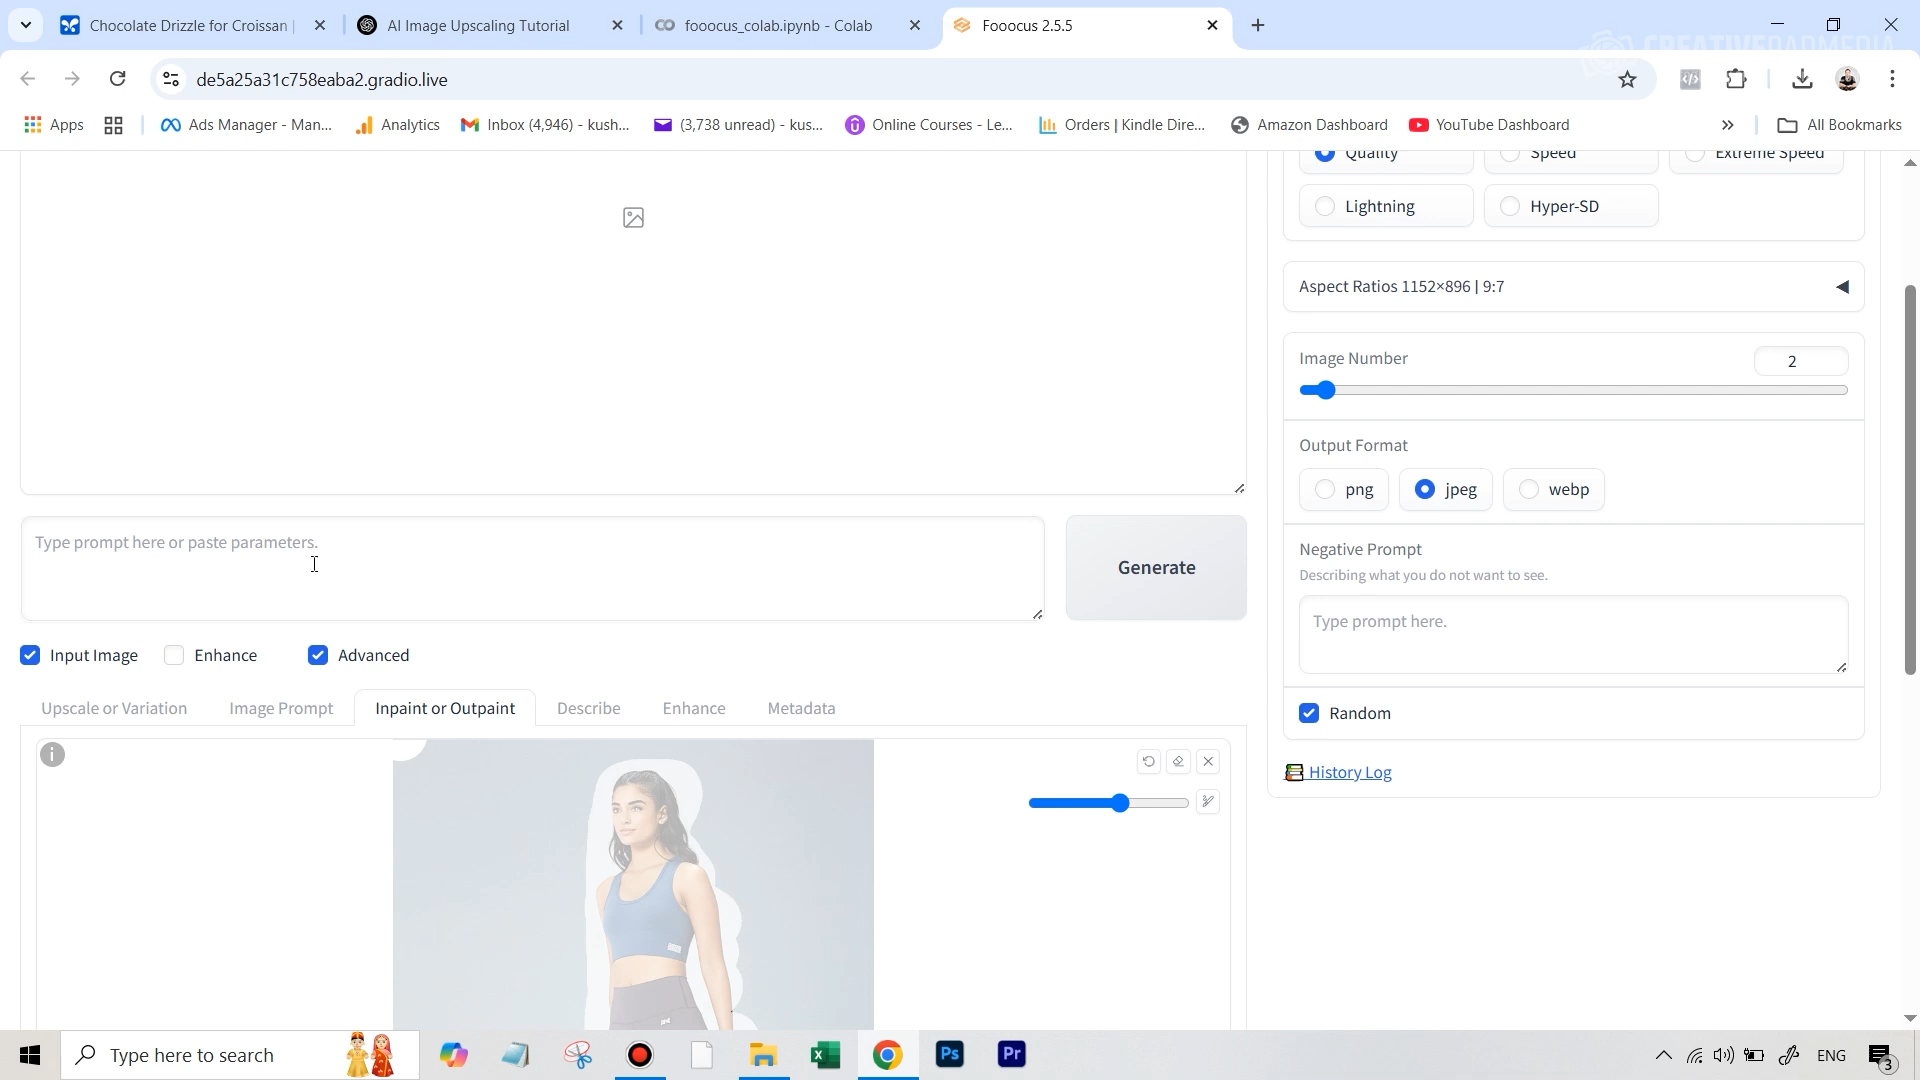 Chocolate Drizzle for Croissan
AI Image Upscaling Tutorial
fooocus_colab.ipynb - Colab
Fooocus 2.5.5
CREATIVEDADMEDIA
de5a25a31c758eaba2.gradio.live
Apps
Ads Manager - Man...
Analytics
Inbox (4,946) - kush...
(3,738 unread) - kus...
Online Courses - Le...
Orders | Kindle Dire...
Amazon Dashboard
YouTube Dashboard
All Bookmarks
Quality
Speed
Extreme Speed
Lightning
Hyper-SD
Aspect Ratios 1152×896 | 9:7
Image Number
2
Output Format
png
jpeg
webp
Type prompt here or paste parameters.
Generate
Negative Prompt
Describing what you do not want to see.
Type prompt here.
Input Image
Enhance
Advanced
Random
Upscale or Variation
Image Prompt
Inpaint or Outpaint
Describe
Enhance
Metadata
History Log
Type here to search
Ps
Pr
ENG
3